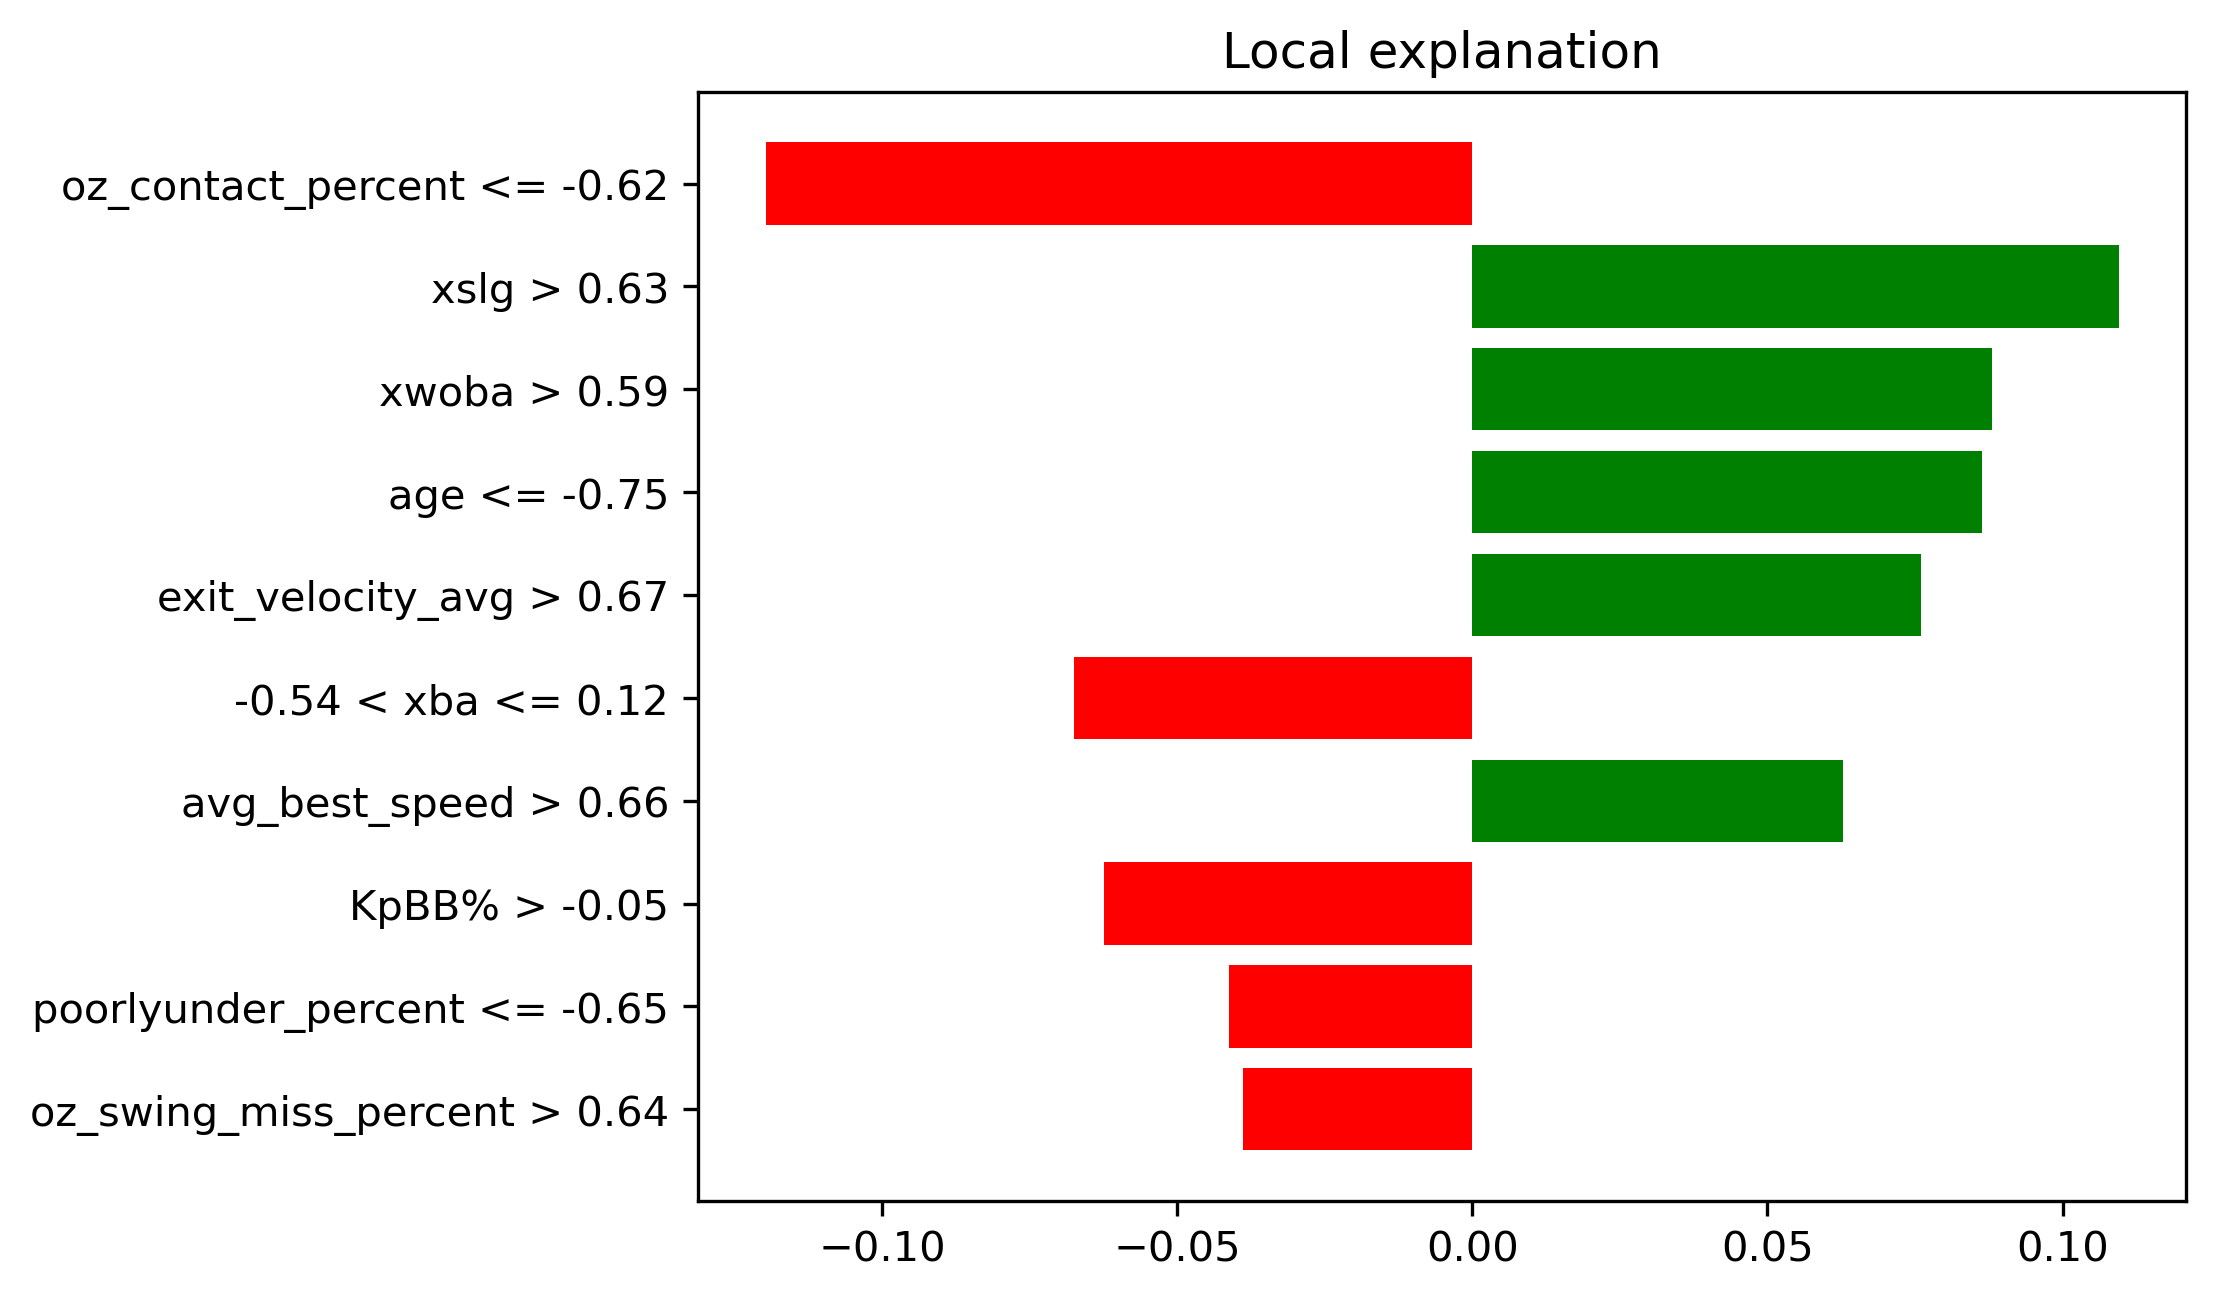 Local explanation
oz_contact_percent <= -0.62
xslg > 0.63
xwoba > 0.59
age <= -0.75
exit_velocity_avg > 0.67
-0.54 < xba <= 0.12
avg_best_speed > 0.66
KpBB% > -0.05
poorlyunder_percent <= -0.65
oz_swing_miss_percent > 0.64
−0.10 −0.05 0.00 0.05 0.10